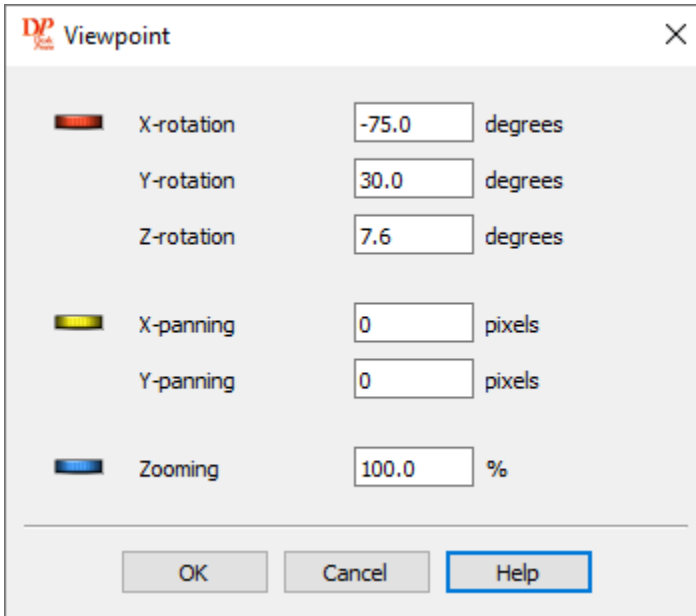 DP Viewpoint
X-rotation -75.0 degrees
Y-rotation 30.0 degrees
Z-rotation 7.6 degrees
X-panning 0 pixels
Y-panning 0 pixels
Zooming 100.0 %
OK Cancel Help